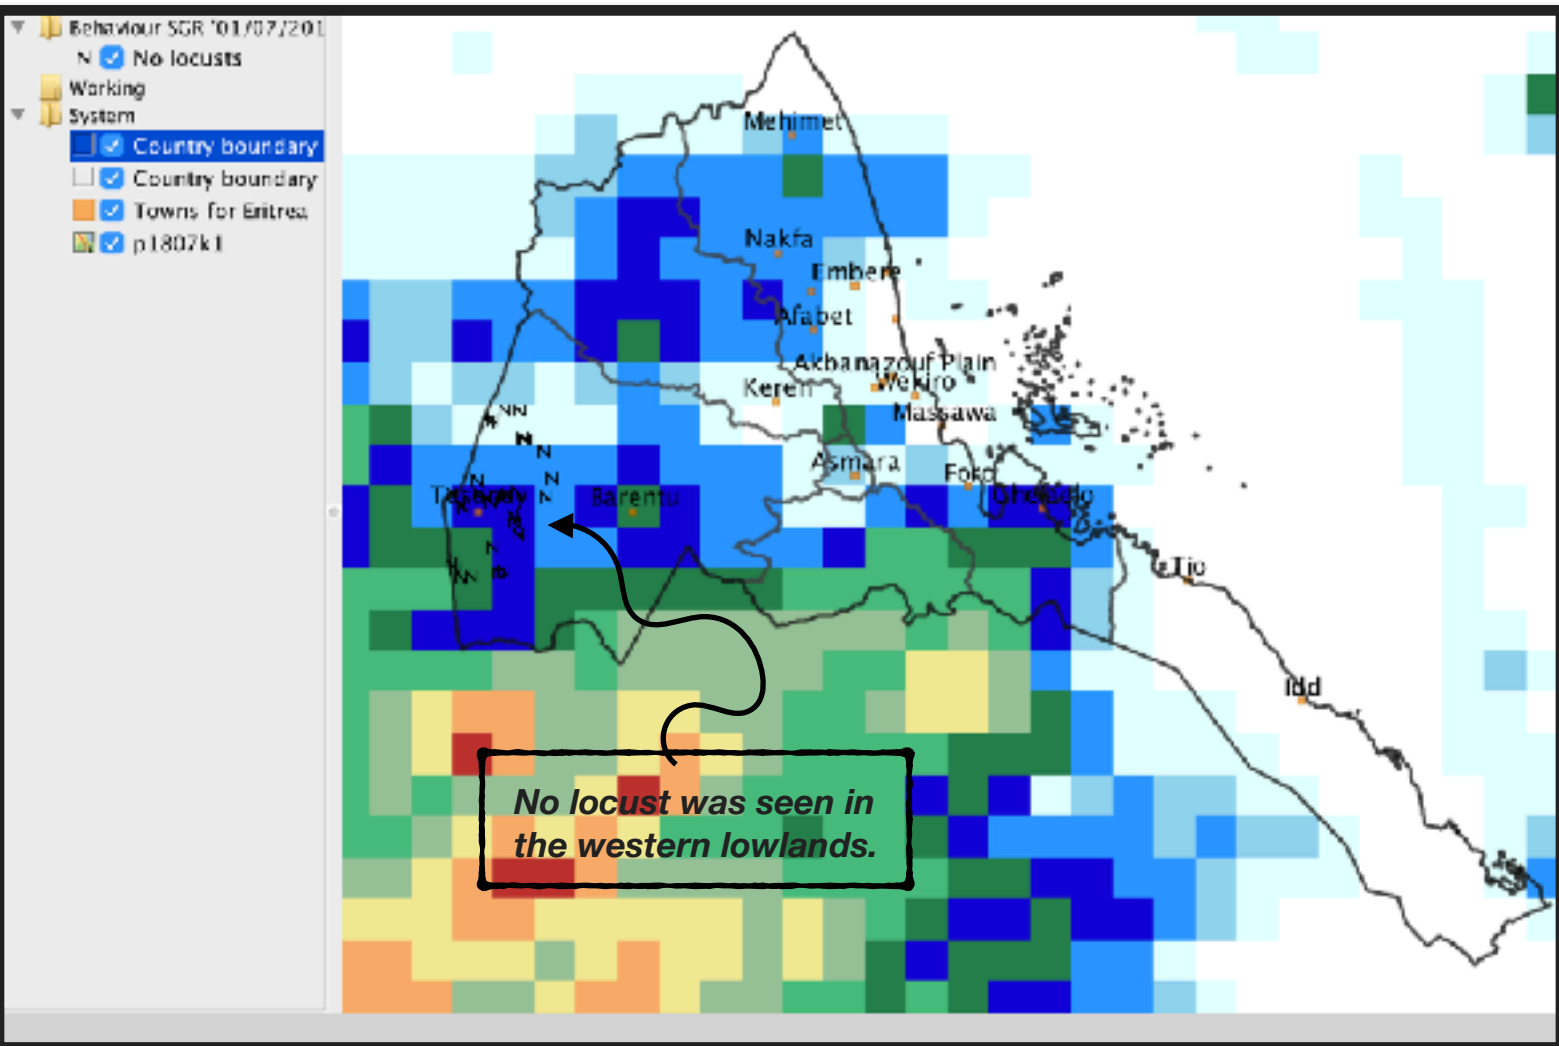 Behaviour SGR '01/07/201
N No locusts
Working
System
Country boundary
Country boundary
Towns for Eritrea
p1807k1
Mehimet
Nakfa
Embere
Afabet
Akbanazouf Plain
Wekiro
Keren
Massawa
Asmara
Foro
Barentu
Tio
Idd
N N
N
N
N
N
N
No locust was seen in
the western lowlands.